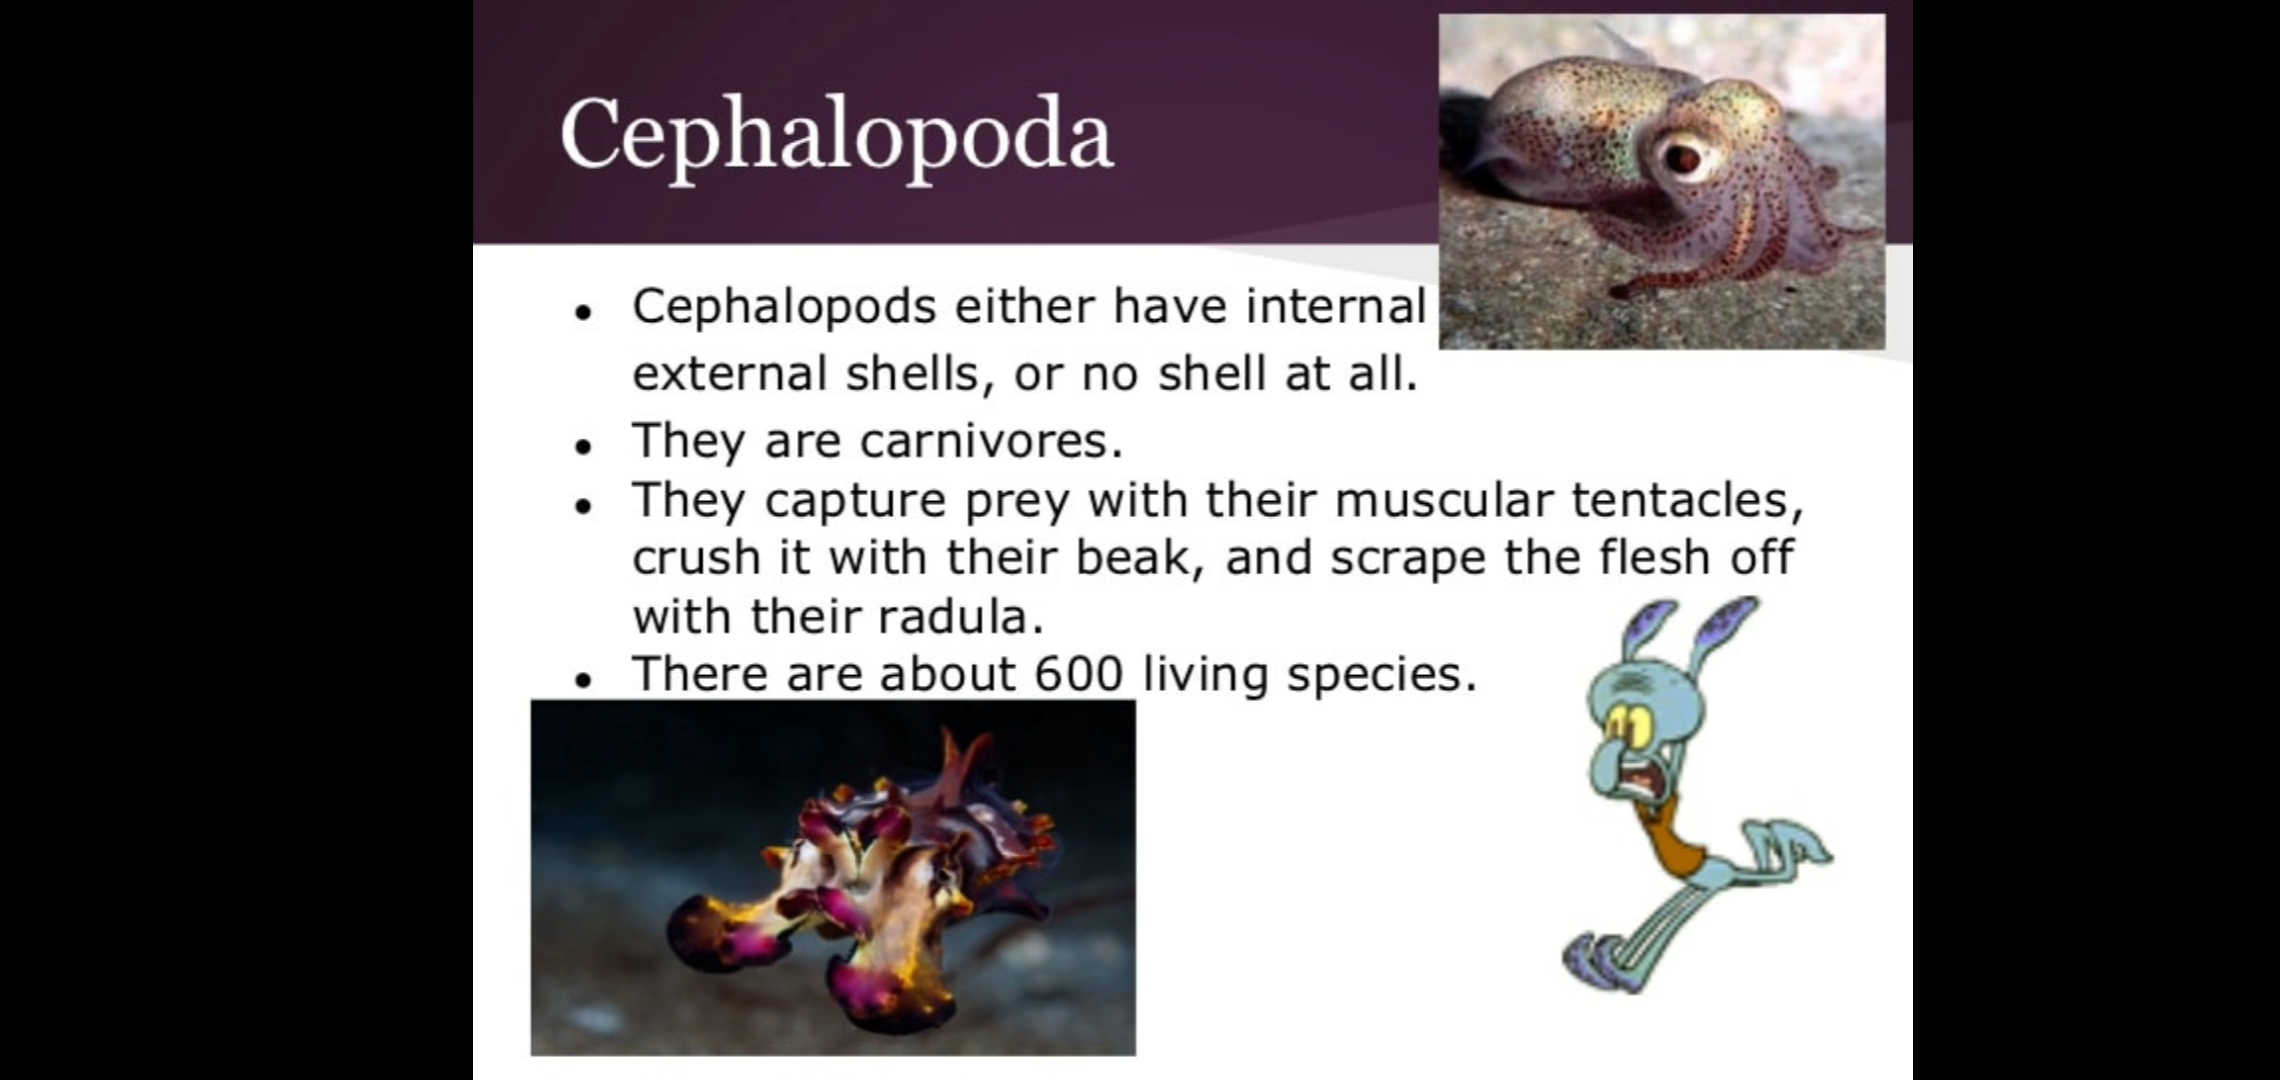 Cephalopoda
• Cephalopods either have internal
external shells, or no shell at all.
• They are carnivores.
• They capture prey with their muscular tentacles,
crush it with their beak, and scrape the flesh off
with their radula.
• There are about 600 living species.